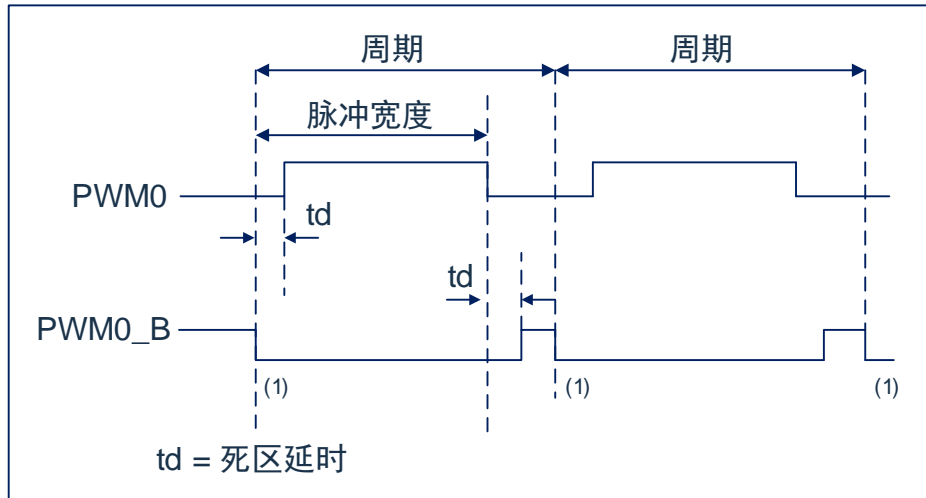 周期 周期
脉冲宽度
PWM0
td
td
PWM0_B
(1) (1) (1)
td = 死区延时